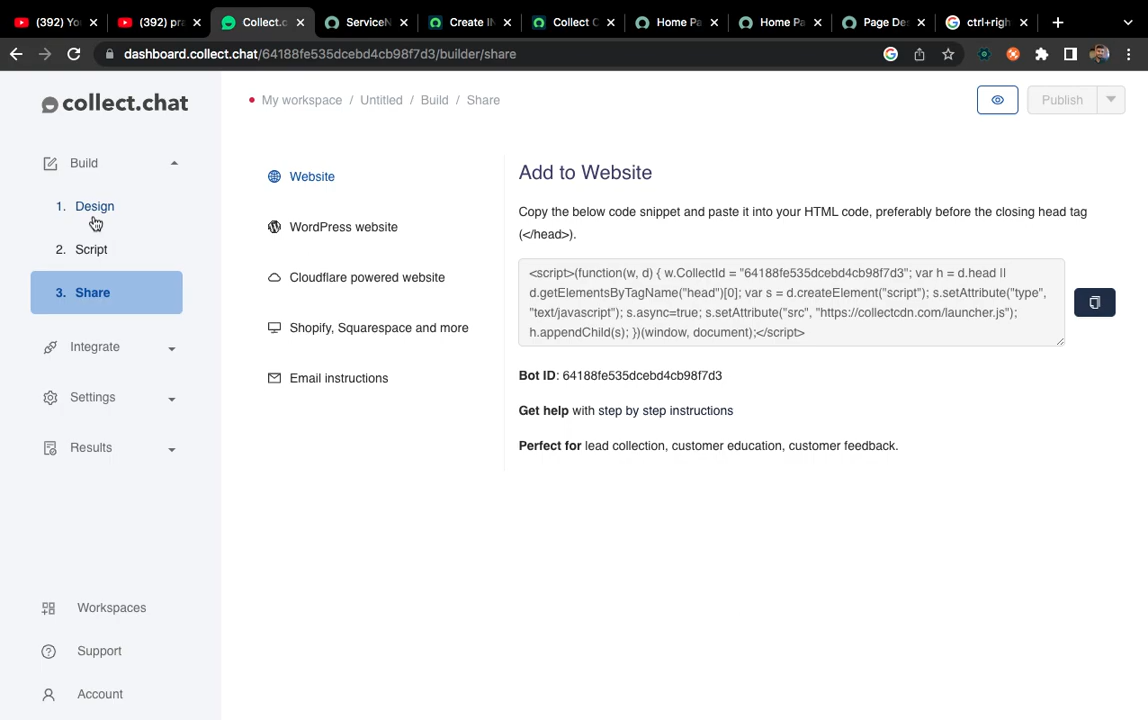 (392) Yo
(392) pra
Collect.c
ServiceN
Create IN
Collect C
Home Pa
Home Pa
Page Des
ctrl+righ
dashboard.collect.chat/64188fe535dcebd4cb98f7d3/builder/share
collect.chat
My workspace / Untitled / Build / Share
Publish
Build
1. Design
2. Script
3. Share
Integrate
Settings
Results
Workspaces
Support
Account
Website
WordPress website
Cloudflare powered website
Shopify, Squarespace and more
Email instructions
Add to Website
Copy the below code snippet and paste it into your HTML code, preferably before the closing head tag
(</head>).
<script>(function(w, d) { w.CollectId = "64188fe535dcebd4cb98f7d3"; var h = d.head ||
d.getElementsByTagName("head")[0]; var s = d.createElement("script"); s.setAttribute("type",
"text/javascript"); s.async=true; s.setAttribute("src", "https://collectcdn.com/launcher.js");
h.appendChild(s); })(window, document);</script>
Bot ID: 64188fe535dcebd4cb98f7d3
Get help with step by step instructions
Perfect for lead collection, customer education, customer feedback.